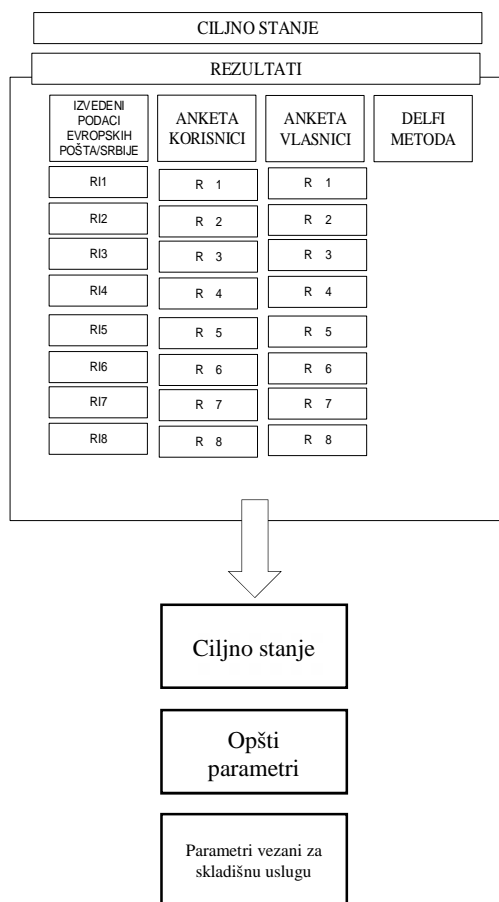 CILJNO STANJE
REZULTATI
IZVEDENI
PODACI
EVROPSKIH
POŠTA/SRBIJE
ANKETA
KORISNICI
ANKETA
VLASNICI
DELFI
METODA
RI1
R 1
R 1
RI2
R 2
R 2
RI3
R 3
R 3
RI4
R 4
R 4
RI5
R 5
R 5
RI6
R 6
R 6
RI7
R 7
R 7
RI8
R 8
R 8
Ciljno stanje
Opšti
parametri
Parametri vezani za
skladišnu uslugu